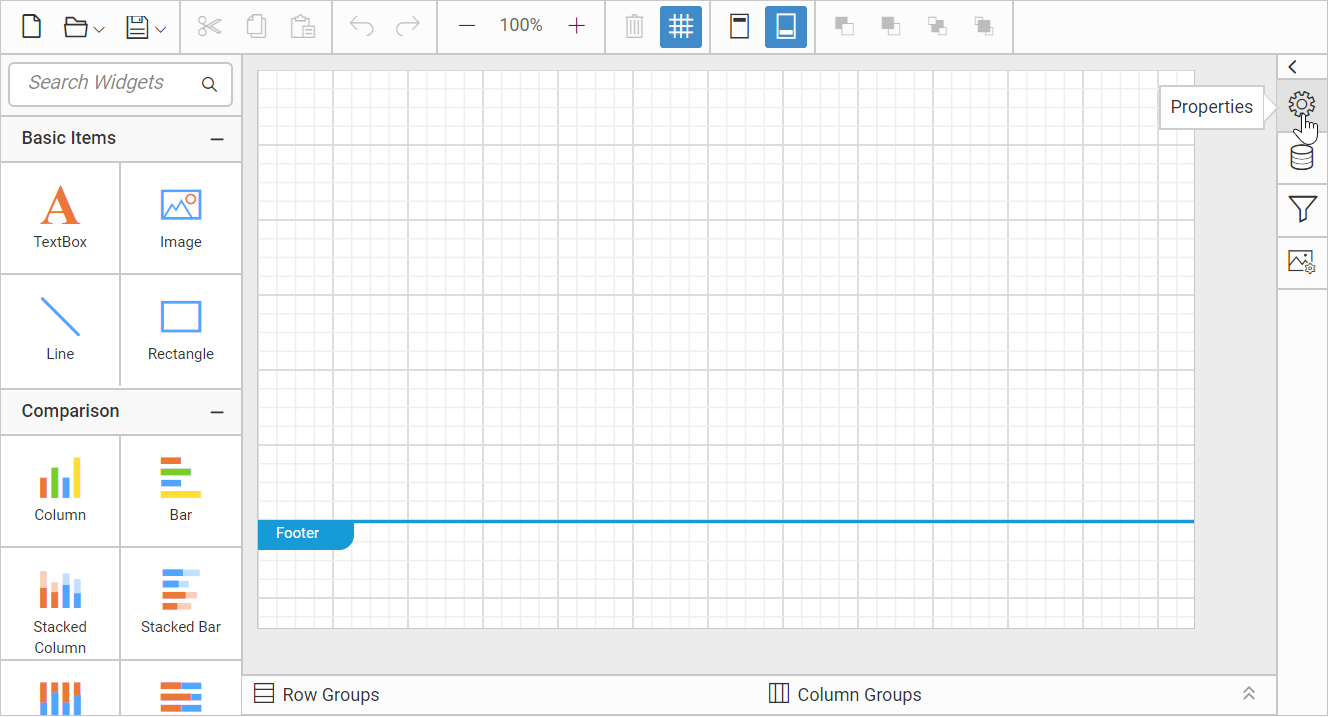 100%
Search Widgets
Properties
Basic Items
TextBox
Image
Line
Rectangle
Comparison
Column
Bar
Footer
Stacked
Column
Stacked Bar
Row Groups
Column Groups